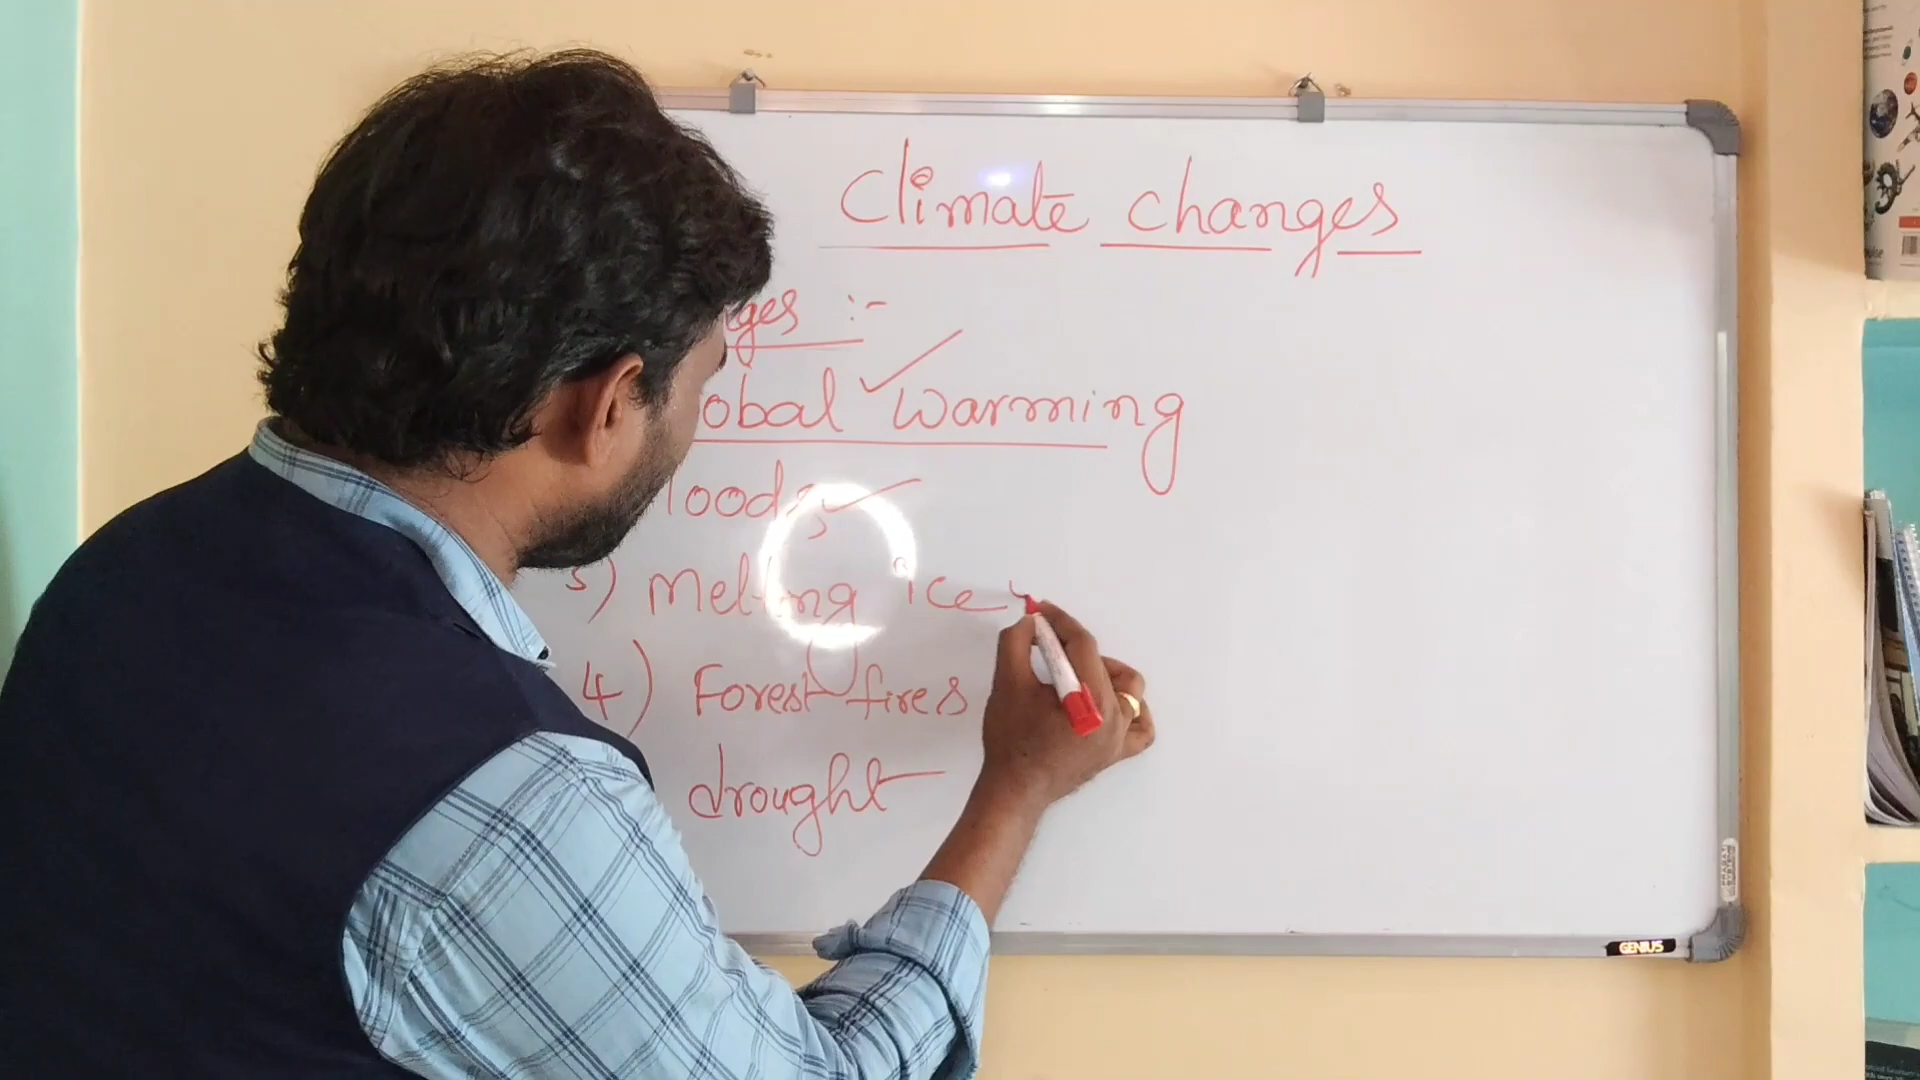 Climate changes
ges :-
obal warming
loods
3) Melting ice
4) Forest fires
drought
GENIUS